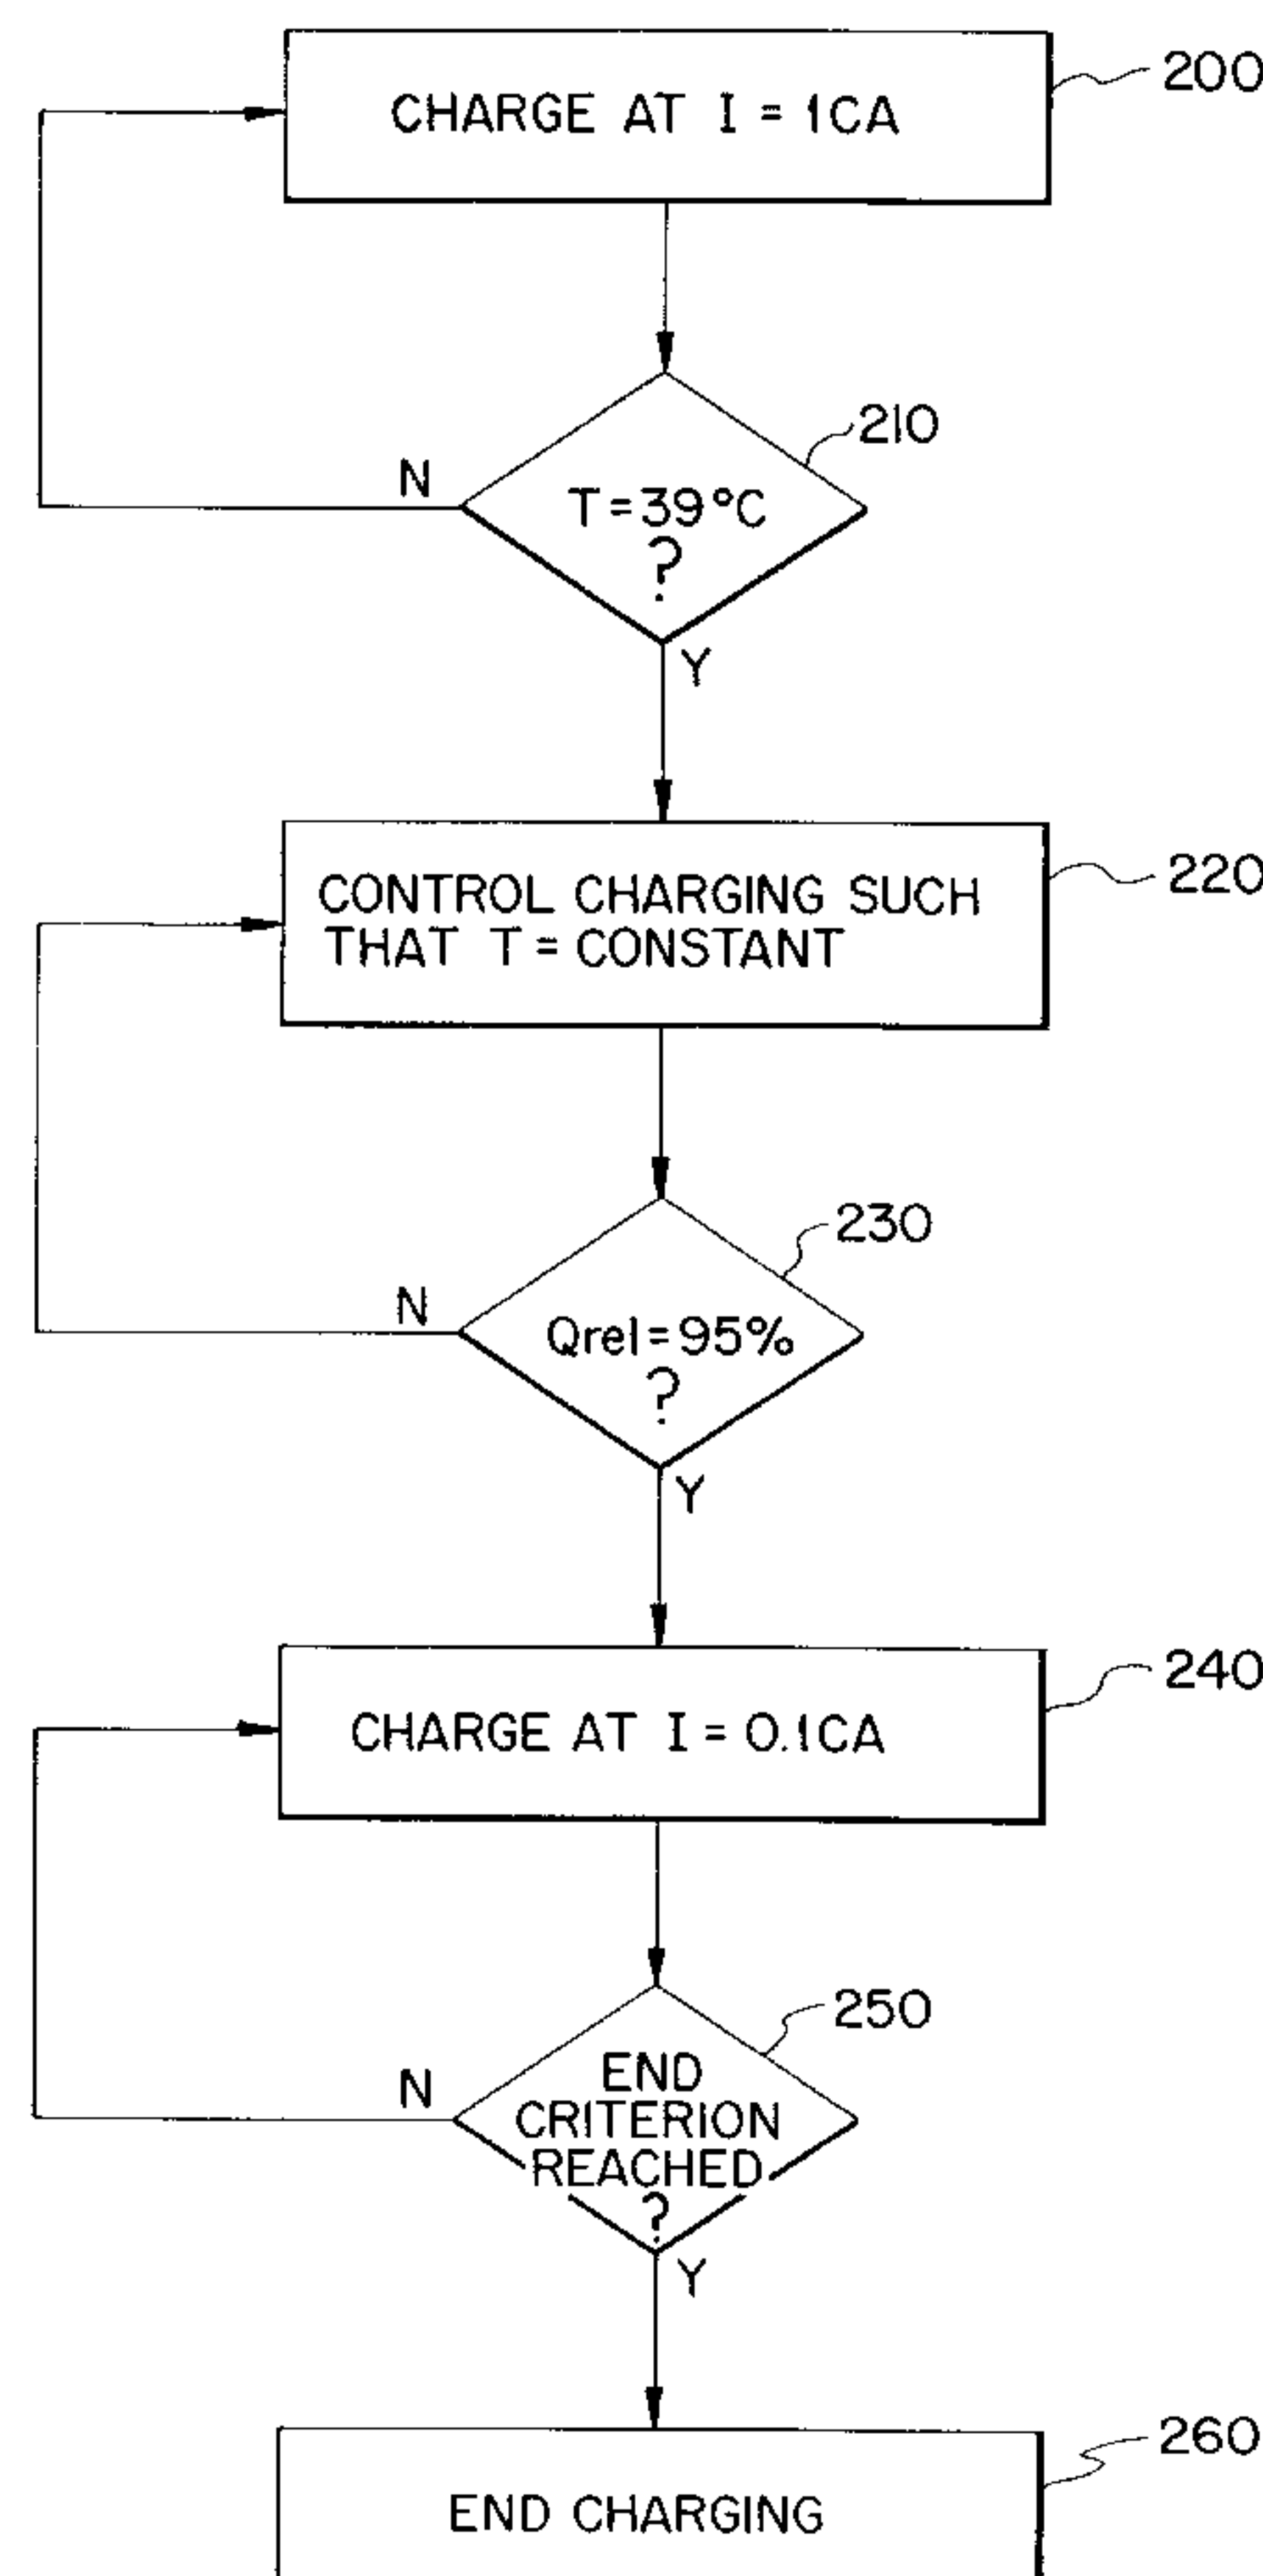 CHARGE AT I = 1CA
200
210
N
T=39°C
?
Y
CONTROL CHARGING SUCH
THAT T = CONSTANT
220
230
N
Qrel=95%
?
Y
CHARGE AT I = 0.1CA
240
250
N
END
CRITERION
REACHED
?
Y
END CHARGING
260